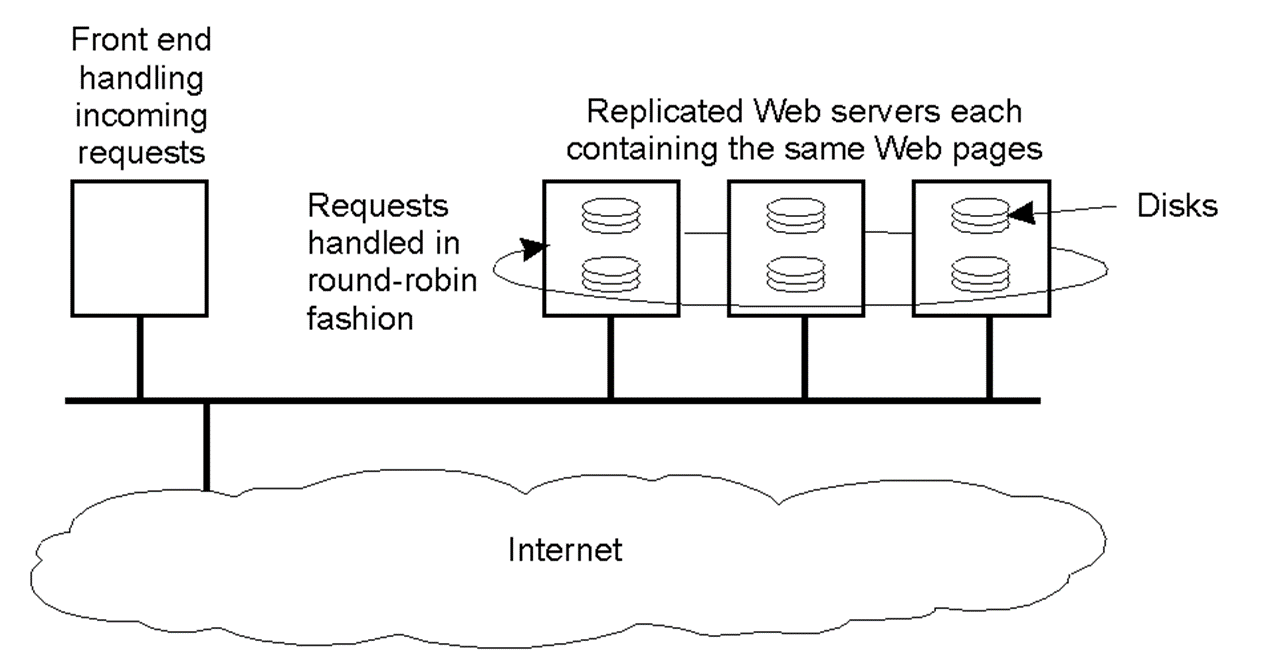 Front end
handling
incoming
requests
Replicated Web servers each
containing the same Web pages
Requests
handled in
round-robin
fashion
Disks
Internet